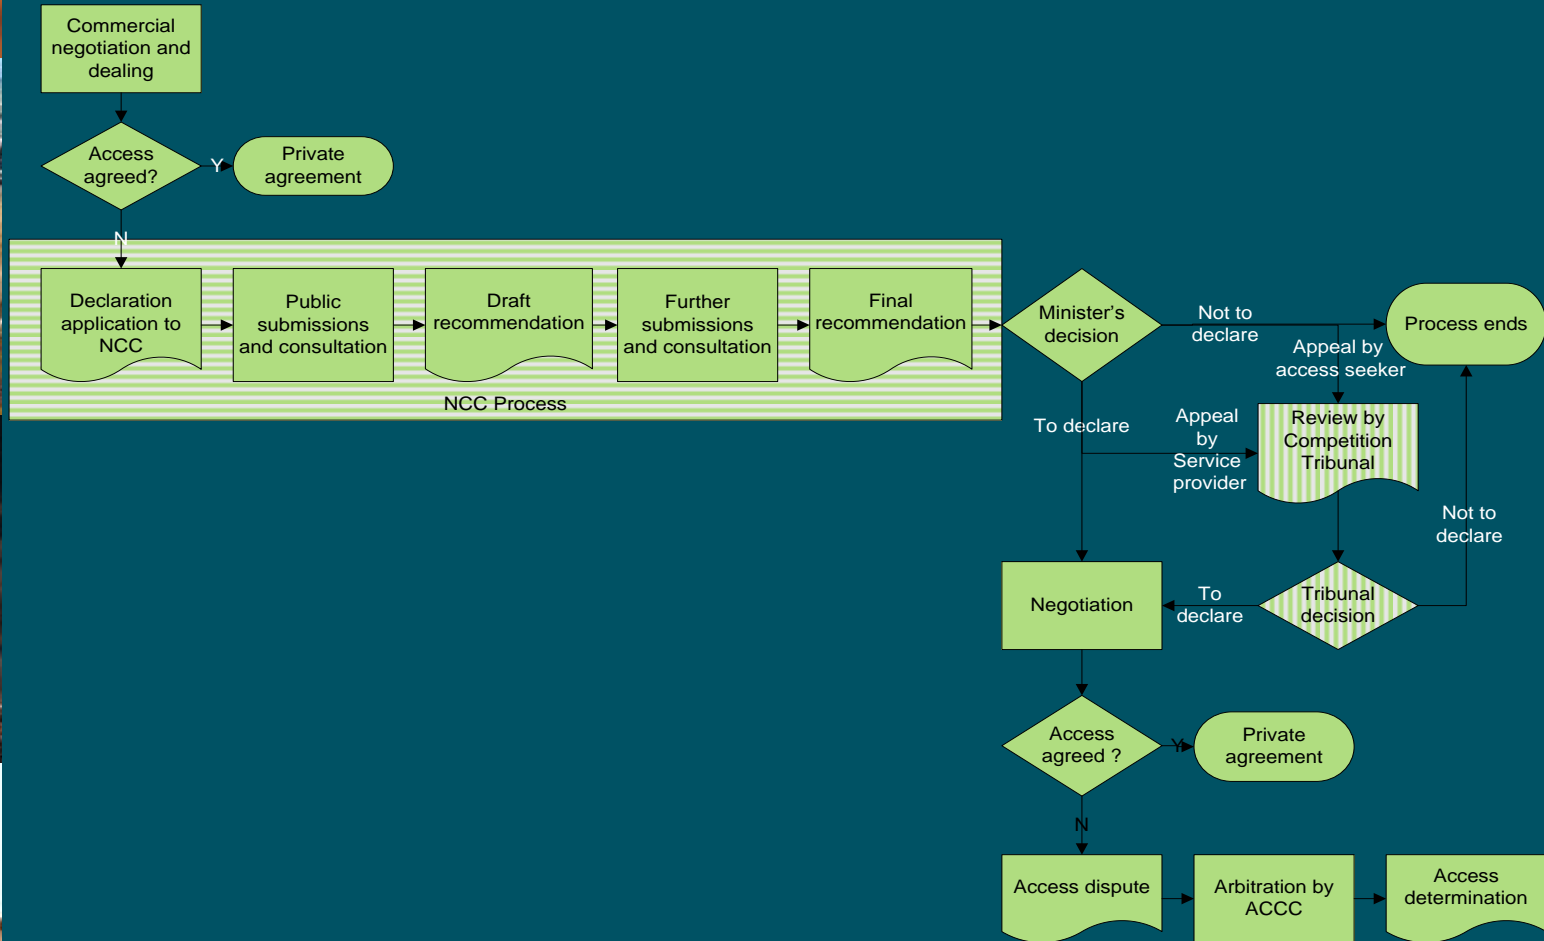 Commercial
negotiation and
dealing
Access
agreed?
Y
Private
agreement
N
Declaration
application to
NCC
Public
submissions
and consultation
Draft
recommendation
Further
submissions
and consultation
Final
recommendation
NCC Process
Minister's
decision
Not to
declare
Process ends
Appeal by
access seeker
To declare
Appeal
by
Service
provider
Review by
Competition
Tribunal
Not to
declare
Negotiation
To
declare
Tribunal
decision
Access
agreed ?
Y
Private
agreement
N
Access dispute
Arbitration by
ACCC
Access
determination